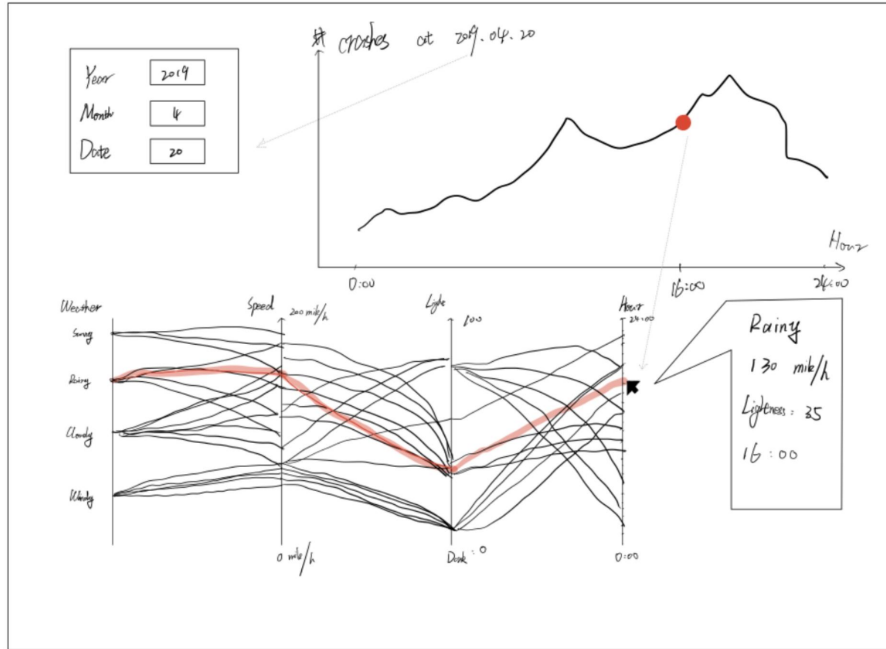 # crashes at 2019.04.20
Year 2019
Month 4
Date 20
Hour
0:00
16:00
24:00
Weather
Speed
200 mile/h
Light
100
Hour
24:00
Sunny
Rainy
Cloudy
Windy
0 mile/h
Dark: 0
0:00
Rainy
130 mile/h
Lightness: 35
16:00